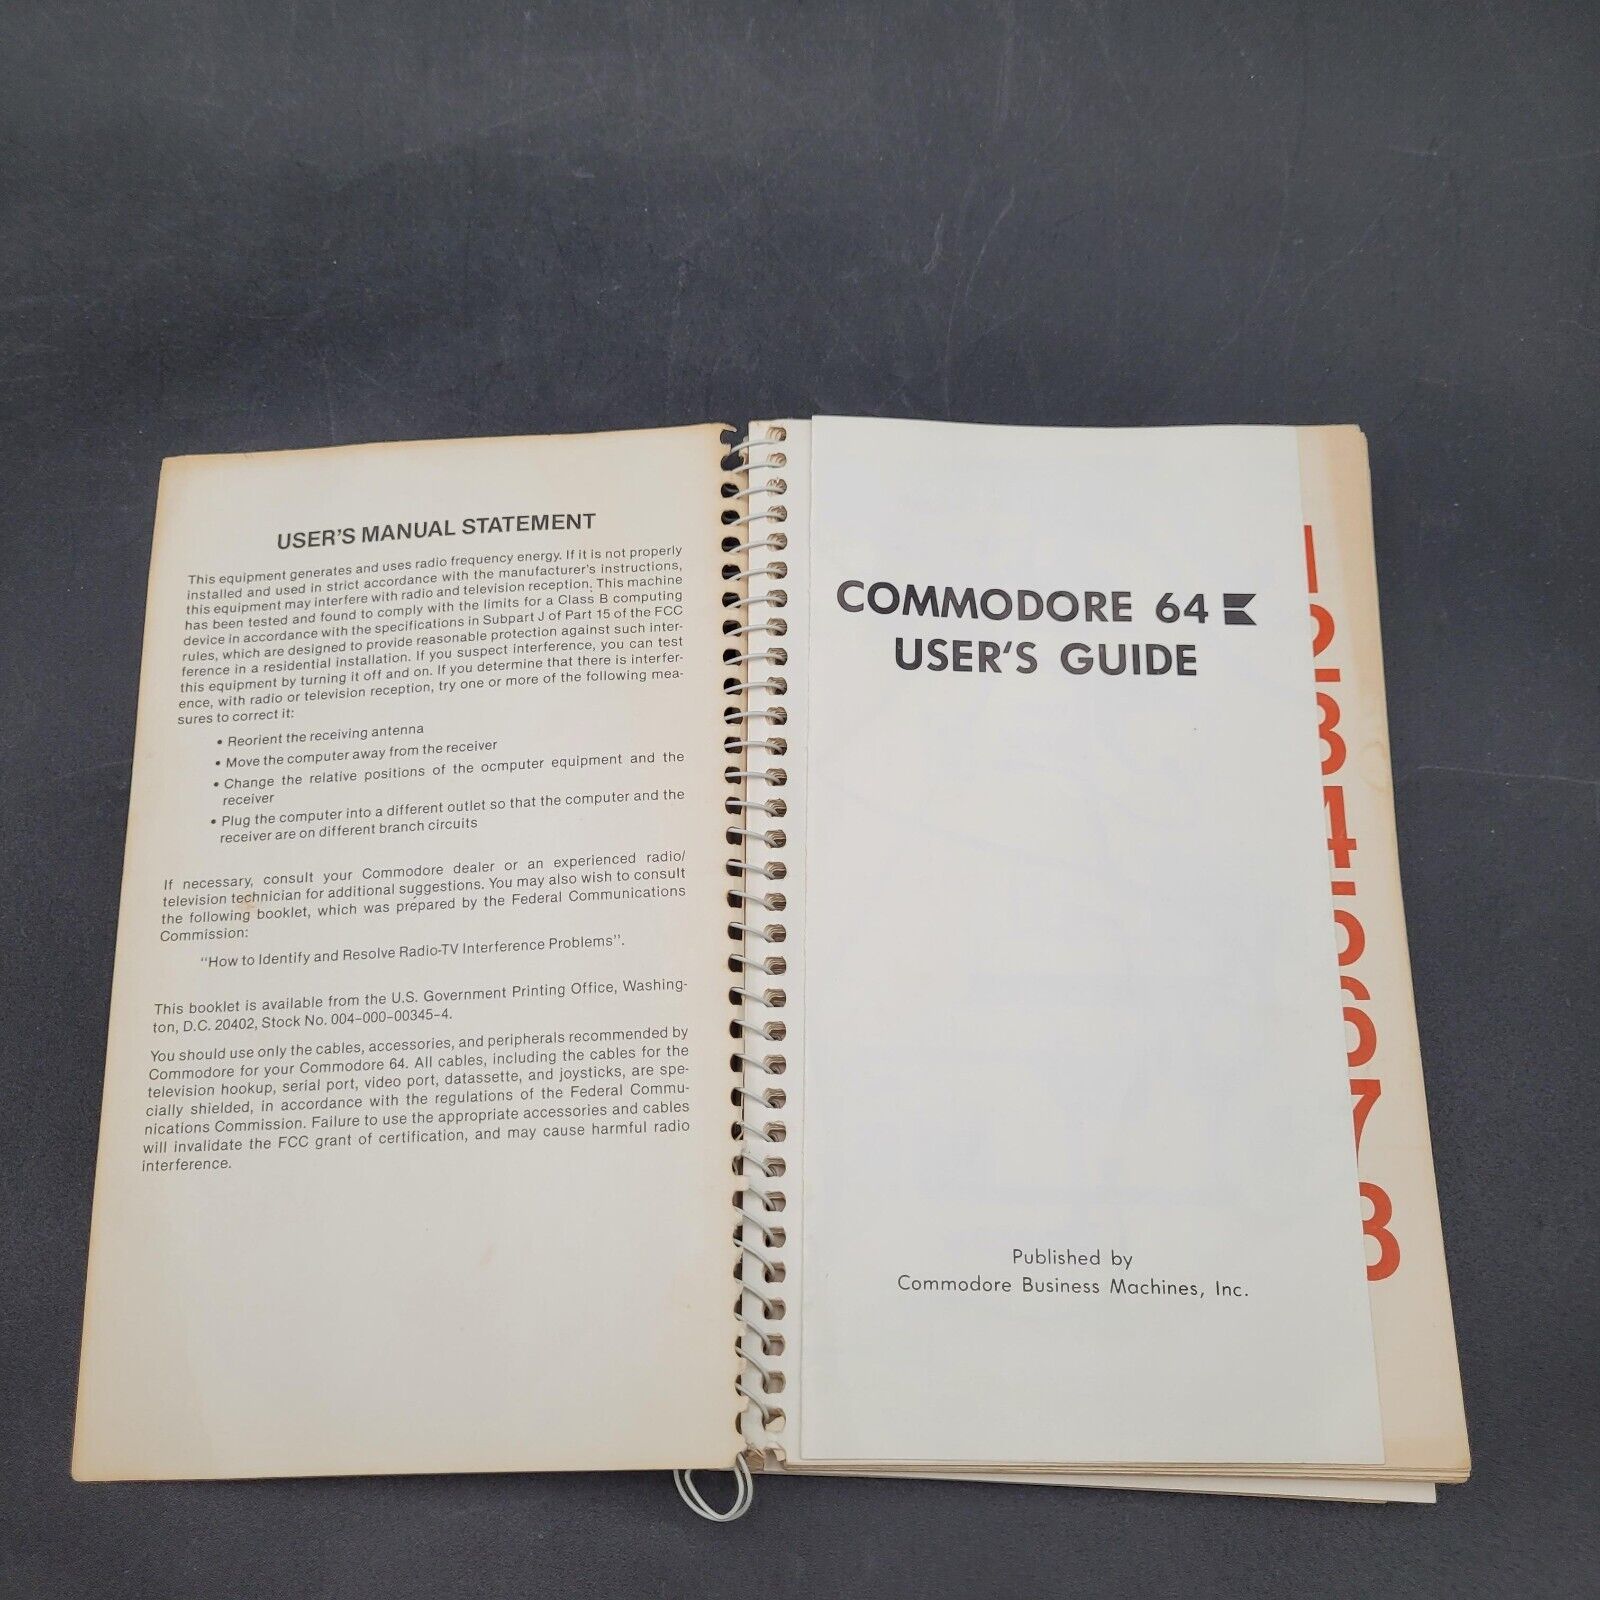 USER'S MANUAL STATEMENT
This equipment generates and uses radio frequency energy. If it is not properly
installed and used in strict accordance with the manufacturer's instructions,
this equipment may interfere with radio and television reception. This machine
has been tested and found to comply with the limits for a Class B computing
device in accordance with the specifications in Subpart J of Part 15 of the FCC
rules, which are designed to provide reasonable protection against such inter-
ference in a residential installation. If you suspect interference, you can test
this equipment by turning it off and on. If you determine that there is interfer-
ence, with radio or television reception, try one or more of the following mea-
sures to correct it:
• Reorient the receiving antenna
• Move the computer away from the receiver
• Change the relative positions of the ocmputer equipment and the
receiver
• Plug the computer into a different outlet so that the computer and the
receiver are on different branch circuits
If necessary, consult your Commodore dealer or an experienced radio/
television technician for additional suggestions. You may also wish to consult
the following booklet, which was prepared by the Federal Communications
Commission:
"How to Identify and Resolve Radio-TV Interference Problems".
This booklet is available from the U.S. Government Printing Office, Washing-
ton, D.C. 20402, Stock No. 004-000-00345-4.
You should use only the cables, accessories, and peripherals recommended by
Commodore for your Commodore 64. All cables, including the cables for the
television hookup, serial port, video port, datassette, and joysticks, are spe-
cially shielded, in accordance with the regulations of the Federal Commu-
nications Commission. Failure to use the appropriate accessories and cables
will invalidate the FCC grant of certification, and may cause harmful radio
interference.
COMMODORE 64
USER'S GUIDE
Published by
Commodore Business Machines, Inc.
1
2
3
4
5
6
7
8